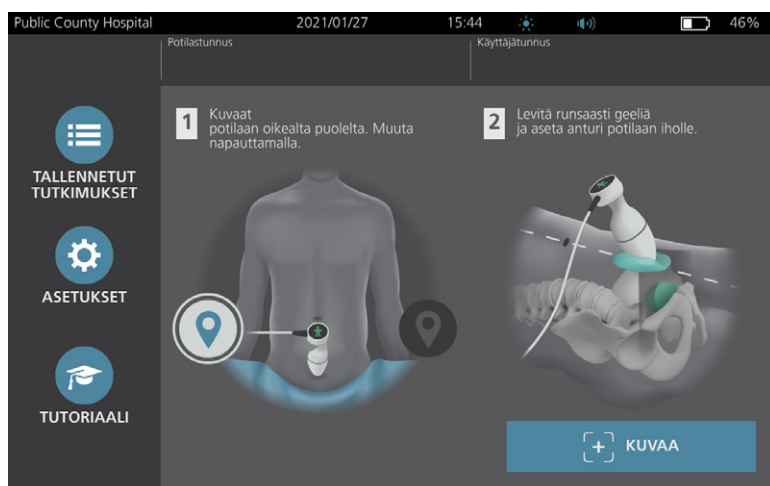 Public County Hospital 2021/01/27 15:44 46%
Potilastunnus
Käyttäjätunnus
TALLENNETUT
TUTKIMUKSET
ASETUKSET
TUTORIAALI
1 Kuvaat
potilaan oikealta puolelta. Muuta
napauttamalla.
2 Levitä runsaasti geeliä
ja aseta anturi potilaan iholle.
KUVAA